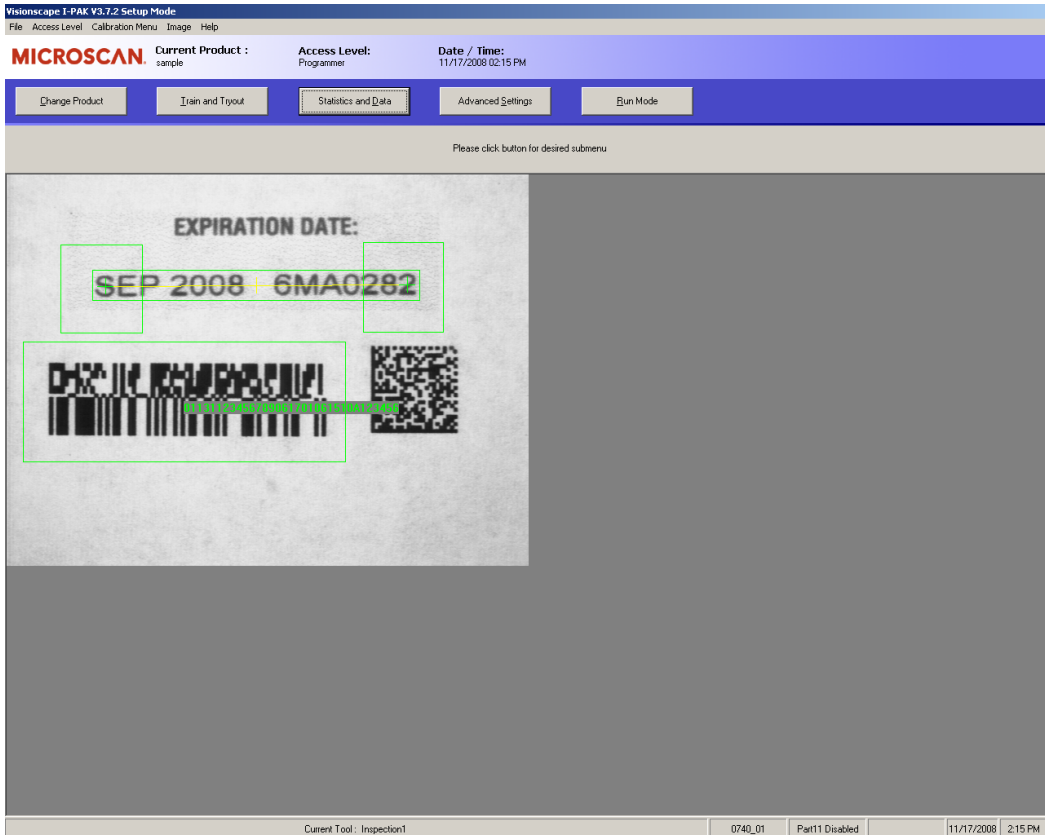 Visionscape I-PAK V3.7.2 Setup Mode
File Access Level Calibration Menu Image Help
MICROSCAN. Current Product : Access Level: Date / Time:
sample Programmer 11/17/2008 02:15 PM
Change Product Train and Tryout Statistics and Data Advanced Settings Run Mode
Please click button for desired submenu
EXPIRATION DATE:
SEP 2008 6MA0282
Current Tool : Inspection1 0740_01 Part11 Disabled 11/17/2008 2:15 PM